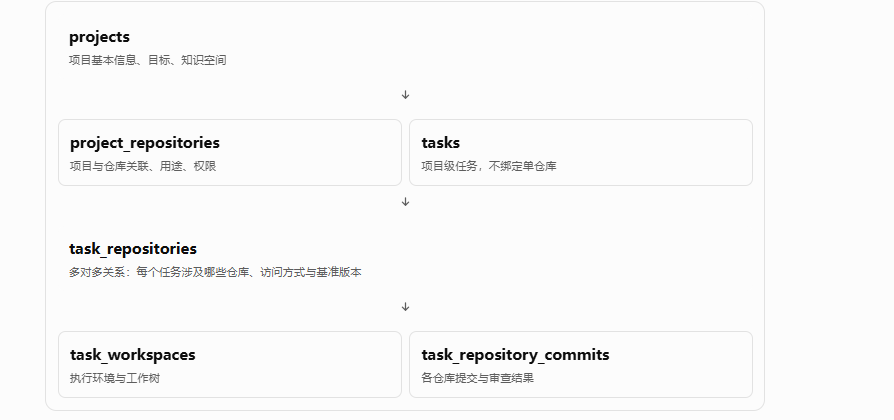 projects
项目基本信息、目标、知识空间
↓
project_repositories
项目与仓库关联、用途、权限
tasks
项目级任务，不绑定单仓库
↓
task_repositories
多对多关系：每个任务涉及哪些仓库、访问方式与基准版本
↓
task_workspaces
执行环境与工作树
task_repository_commits
各仓库提交与审查结果